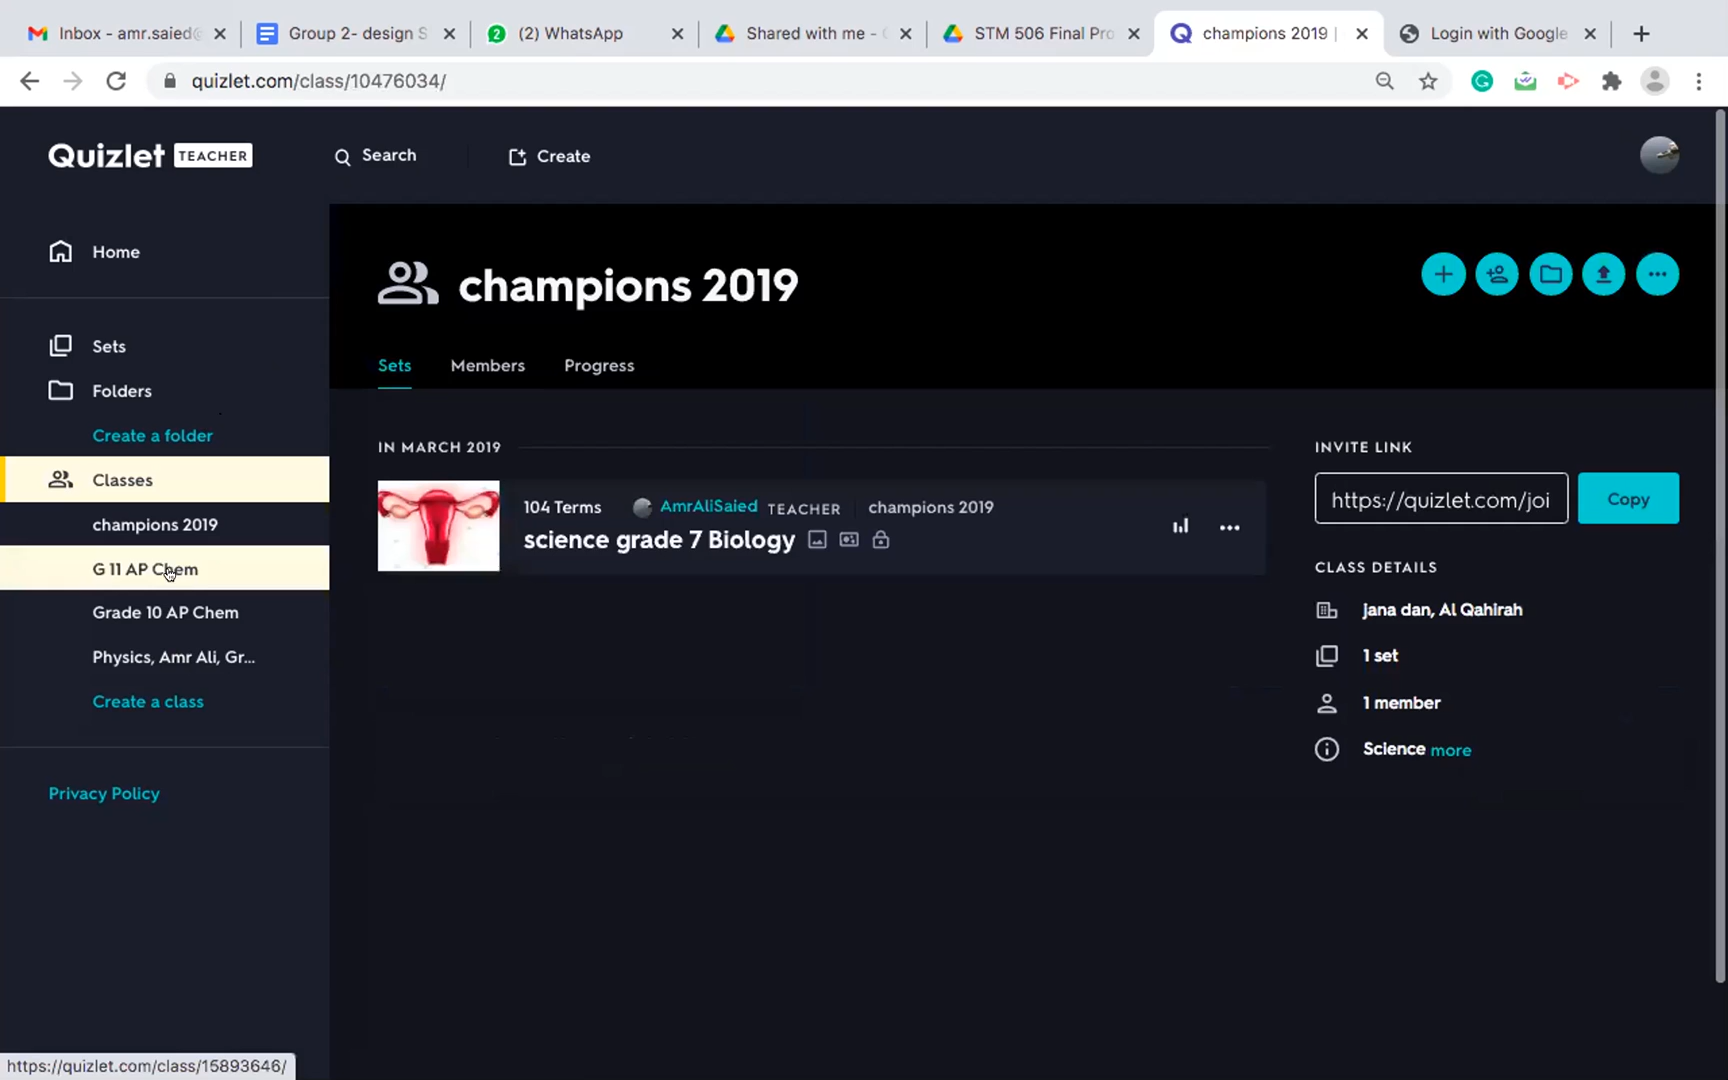 Inbox - amr.saied@
Group 2- design S
(2) WhatsApp
Shared with me -
STM 506 Final Pro
champions 2019 |
Login with Google
quizlet.com/class/10476034/
Quizlet TEACHER
Search
Create
Home
Sets
Folders
Create a folder
Classes
champions 2019
G 11 AP Chem
Grade 10 AP Chem
Physics, Amr Ali, Gr...
Create a class
Privacy Policy
champions 2019
Sets
Members
Progress
IN MARCH 2019
104 Terms
AmrAliSaied TEACHER
champions 2019
science grade 7 Biology
INVITE LINK
https://quizlet.com/joi
Copy
CLASS DETAILS
jana dan, Al Qahirah
1 set
1 member
Science more
https://quizlet.com/class/15893646/